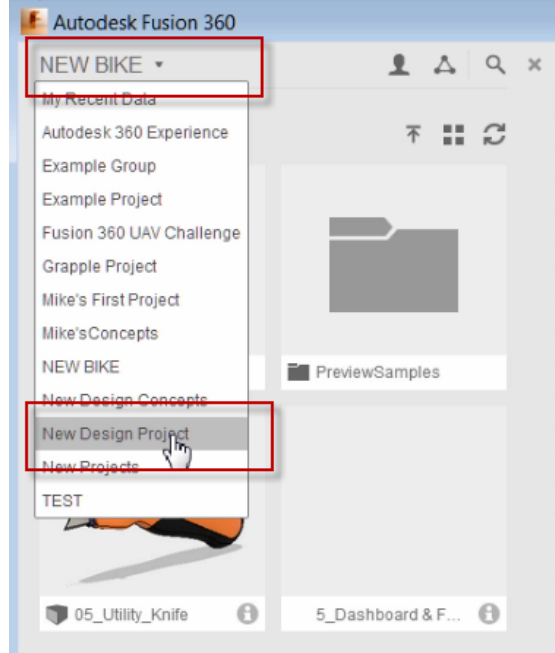 Autodesk Fusion 360
NEW BIKE
My Recent Data
Autodesk 360 Experience
Example Group
Example Project
Fusion 360 UAV Challenge
Grapple Project
Mike's First Project
Mike'sConcepts
NEW BIKE
PreviewSamples
New Design Concepts
New Design Project
New Projects
TEST
05_Utility_Knife
5_Dashboard & F...